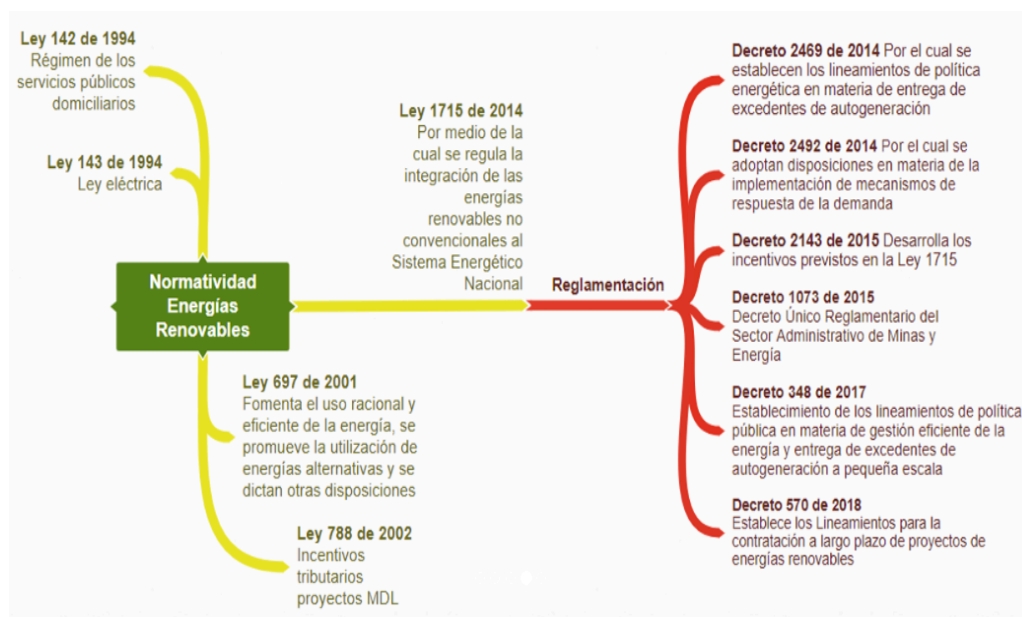 Ley 142 de 1994
Régimen de los
servicios públicos
domiciliarios
Ley 143 de 1994
Ley eléctrica
Normatividad
Energías
Renovables
Ley 697 de 2001
Fomenta el uso racional y
eficiente de la energía, se
promueve la utilización de
energías alternativas y se
dictan otras disposiciones
Ley 788 de 2002
Incentivos
tributarios
proyectos MDL
Ley 1715 de 2014
Por medio de la
cual se regula la
integración de las
energías
renovables no
convencionales al
Sistema Energético
Nacional
Reglamentación
Decreto 2469 de 2014 Por el cual se
establecen los lineamientos de política
energética en materia de entrega de
excedentes de autogeneración
Decreto 2492 de 2014 Por el cual se
adoptan disposiciones en materia de la
implementación de mecanismos de
respuesta de la demanda
Decreto 2143 de 2015 Desarrolla los
incentivos previstos en la Ley 1715
Decreto 1073 de 2015
Decreto Único Reglamentario del
Sector Administrativo de Minas y
Energía
Decreto 348 de 2017
Establecimiento de los lineamientos de política
pública en materia de gestión eficiente de la
energía y entrega de excedentes de
autogeneración a pequeña escala
Decreto 570 de 2018
Establece los Lineamientos para la
contratación a largo plazo de proyectos de
energías renovables